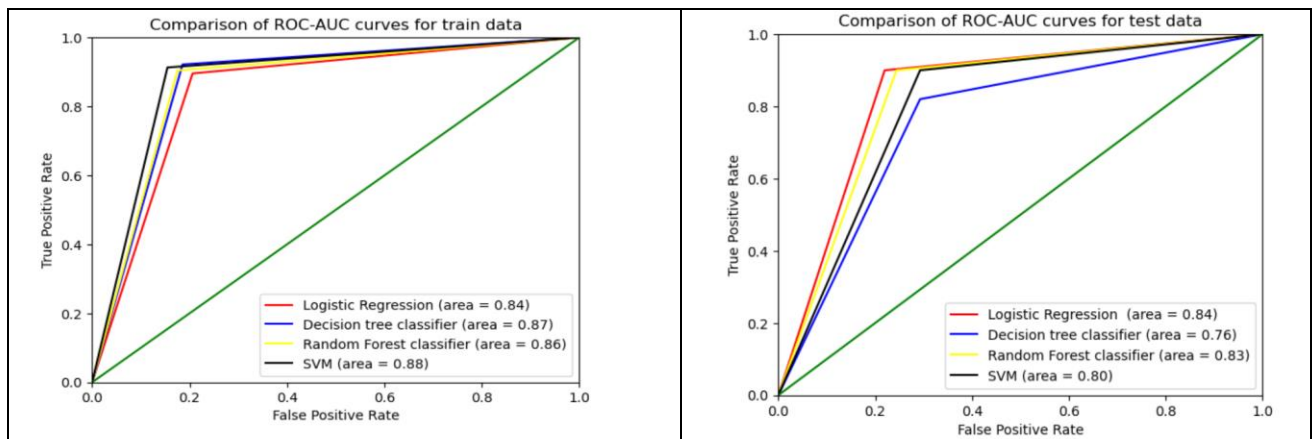 Comparison of ROC-AUC curves for train data
1.0
0.8
0.6
0.4
0.2
0.0
True Positive Rate
Logistic Regression (area = 0.84)
Decision tree classifier (area = 0.87)
Random Forest classifier (area = 0.86)
SVM (area = 0.88)
0.0 0.2 0.4 0.6 0.8 1.0
False Positive Rate
Comparison of ROC-AUC curves for test data
1.0
0.8
0.6
0.4
0.2
0.0
True Positive Rate
Logistic Regression (area = 0.84)
Decision tree classifier (area = 0.76)
Random Forest classifier (area = 0.83)
SVM (area = 0.80)
0.0 0.2 0.4 0.6 0.8 1.0
False Positive Rate